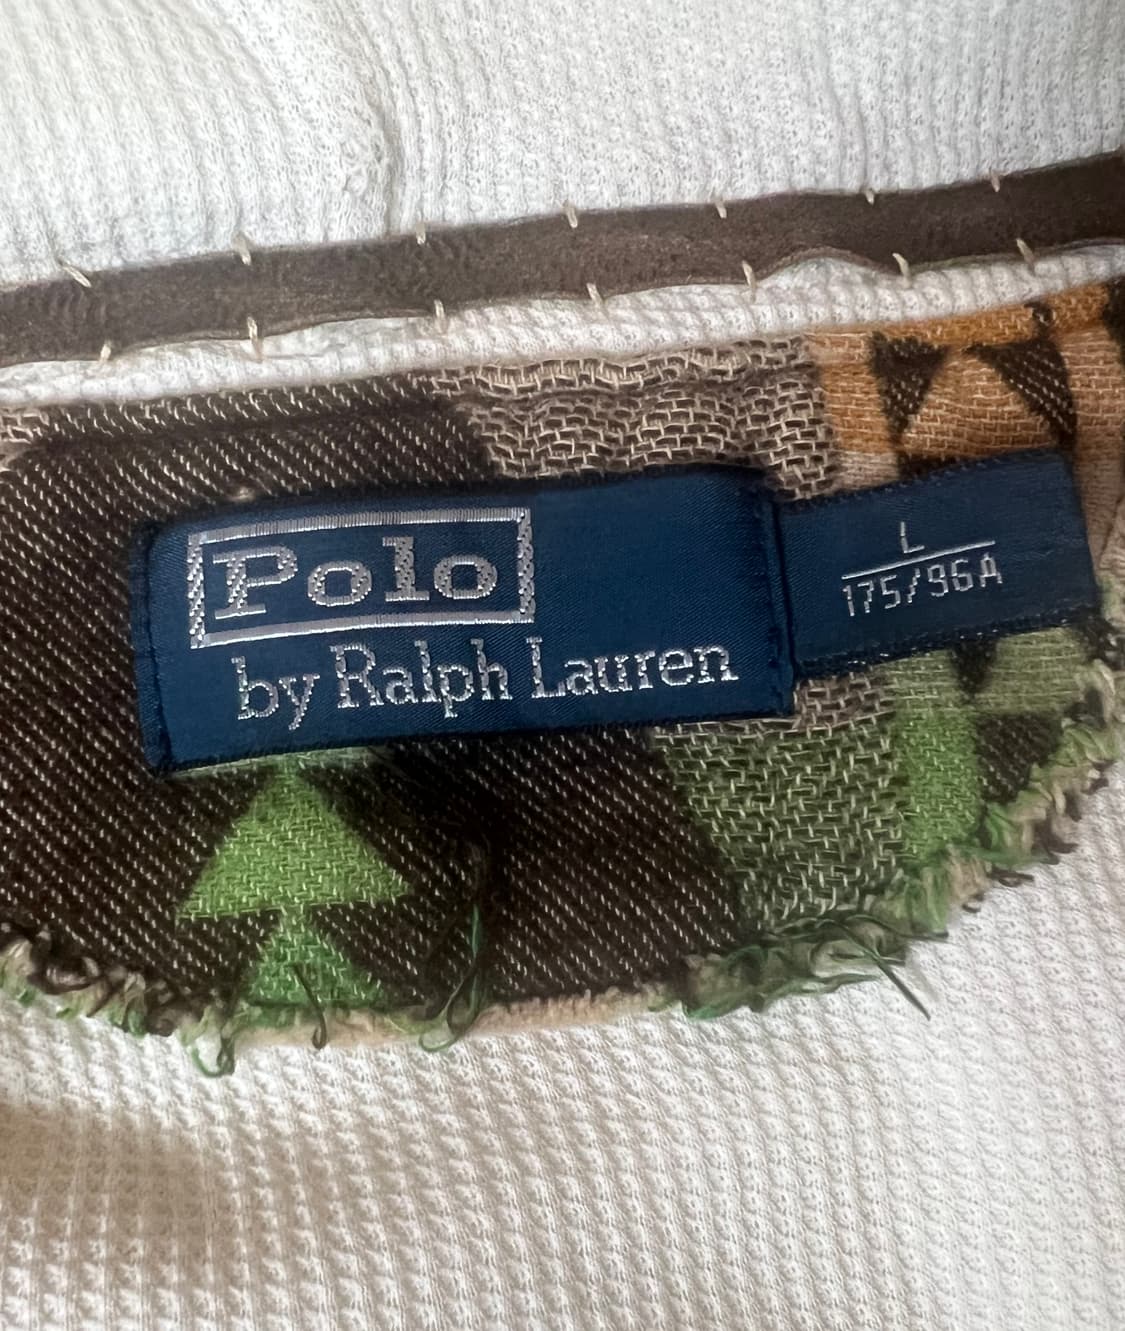 Polo
by Ralph Lauren
L
175/96A